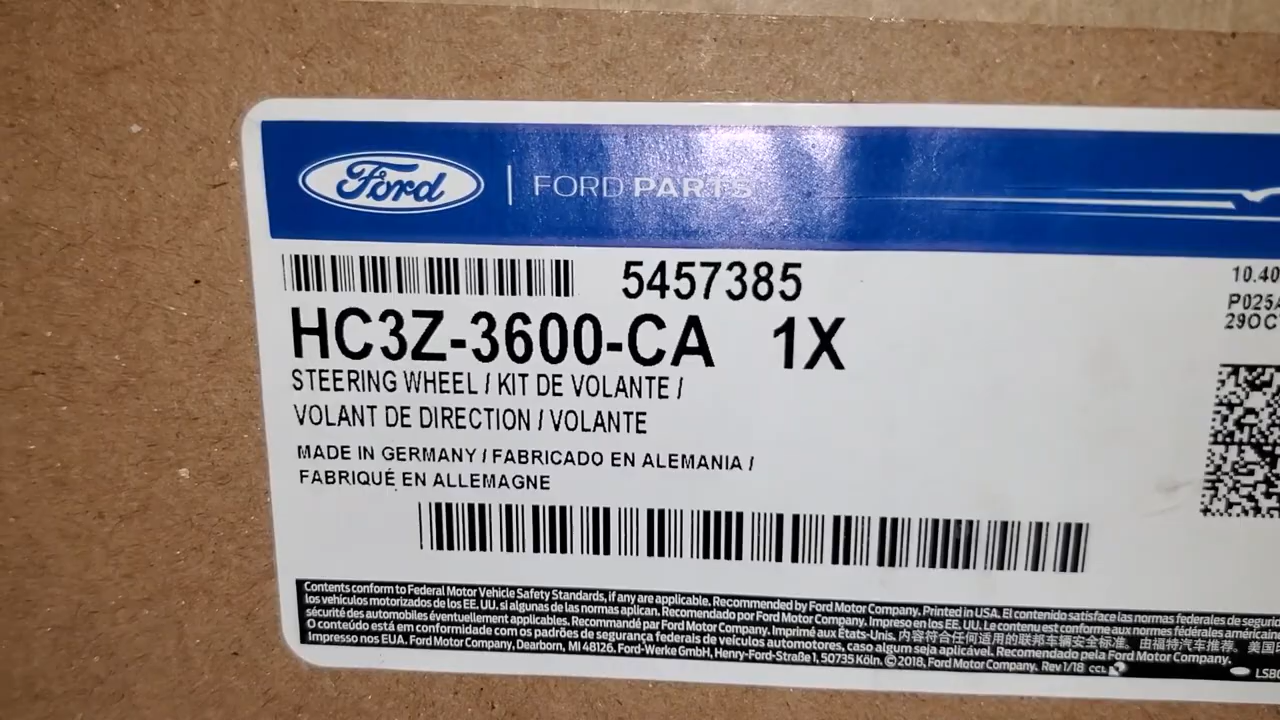 Ford | FORD PARTS
5457385
10.40
HC3Z-3600-CA 1X
P025A
29OC
STEERING WHEEL / KIT DE VOLANTE /
VOLANT DE DIRECTION / VOLANTE
MADE IN GERMANY / FABRICADO EN ALEMANIA /
FABRIQUÉ EN ALLEMAGNE
Contents conform to Federal Motor Vehicle Safety Standards, if any are applicable. Recommended by Ford Motor Company. Printed in USA. El contenido satisface las normas federales de seguri
los vehículos motorizados de los EE. UU. si algunas de las normas aplican. Recomendado por Ford Motor Company. Impreso en los EE. UU. Le contenu est conforme aux normes fédérales américain
sécurité des automobiles éventuellement applicables. Recommandé par Ford Motor Company. Imprimé aux États-Unis. 内容符合任何适用的联邦车辆安全标准。由福特汽车推荐。美国
O conteúdo está em conformidade com os padrões de segurança federais de veículos automotores, caso algum seja aplicável. Recomendado pela Ford Motor Company.
Impresso nos EUA. Ford Motor Company, Dearborn, MI 48126. Ford-Werke GmbH, Henry-Ford-Straße 1, 50735 Köln. © 2018, Ford Motor Company. Rev 1/18 CCL